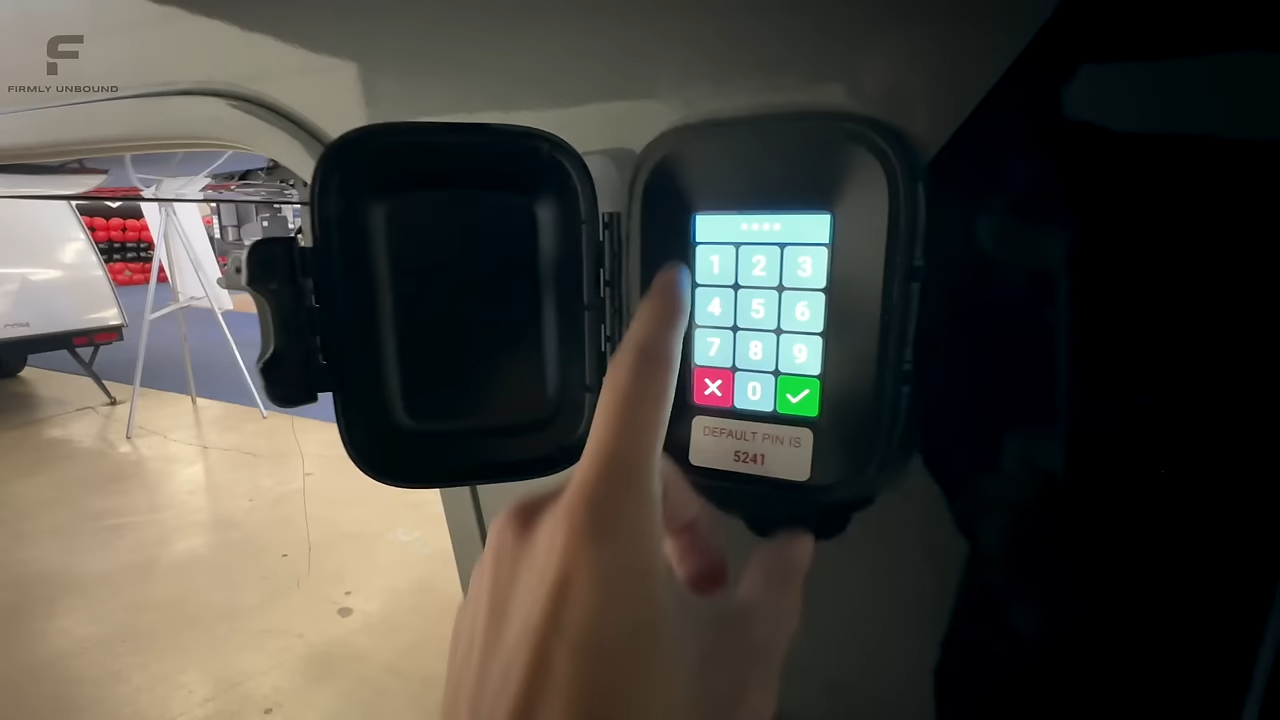 FIRMLY UNBOUND
••••
1 2 3
4 5 6
7 8 9
0
DEFAULT PIN IS
5241